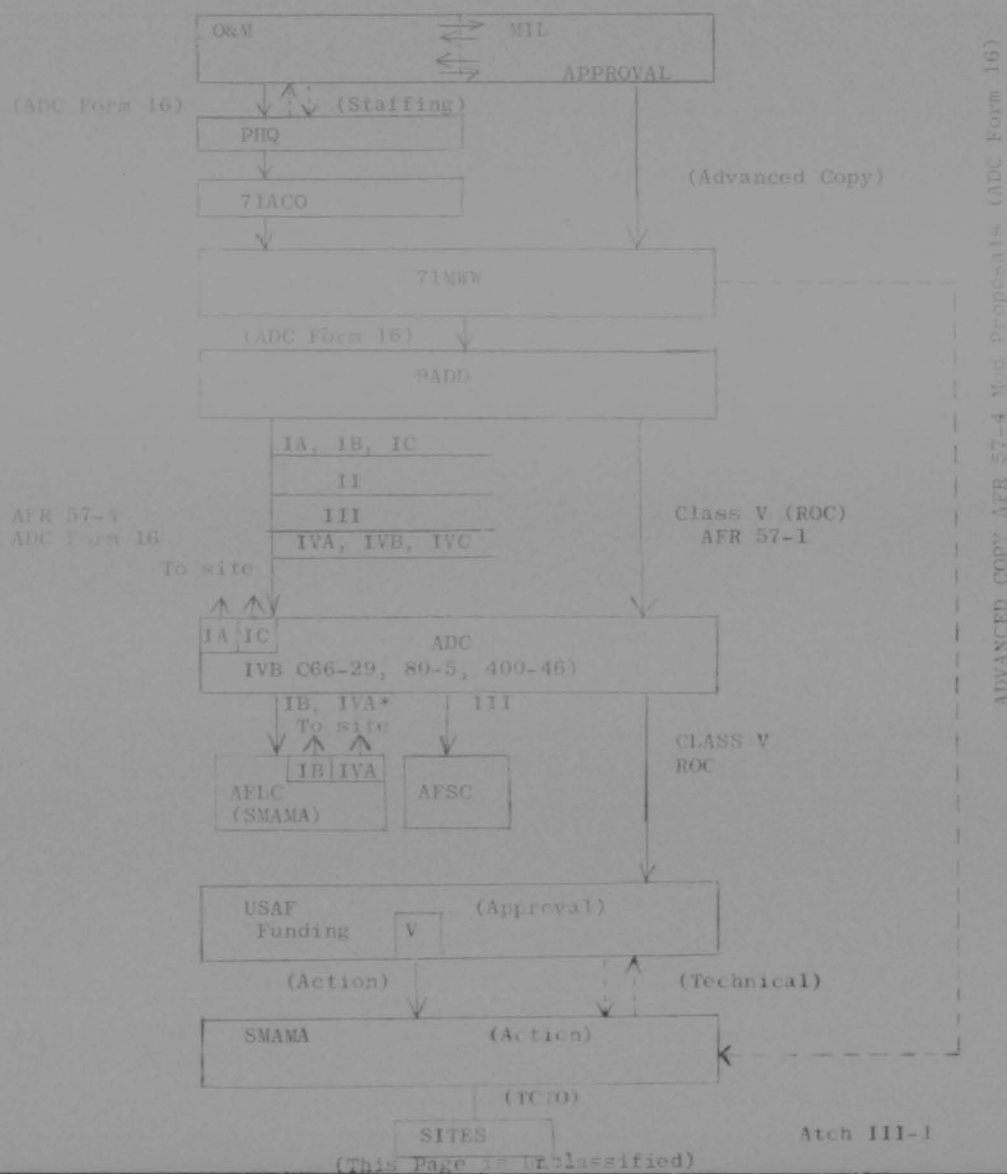 O&M MIL
APPROVAL
(ADC Form 16) (Staffing)
PHQ
(Advanced Copy)
71ACO
71MWW
(ADC Form 16)
9ADD
IA, IB, IC
II
AFR 57-4 III Class V (ROC)
ADC Form 16 IVA, IVB, IVC AFR 57-1
To site
IA IC ADC
IVB C66-29, 80-5, 400-46)
IB, IVA* III
To site CLASS V
ROC
IB IVA
AFLC AFSC
(SMAMA)
USAF (Approval)
Funding V
(Action) (Technical)
SMAMA (Action)
(TCTO)
SITES
Atch III-1
(This Page is Unclassified)
ADVANCED COPY AFR 57-4 Mod Proposals (ADC Form 16)